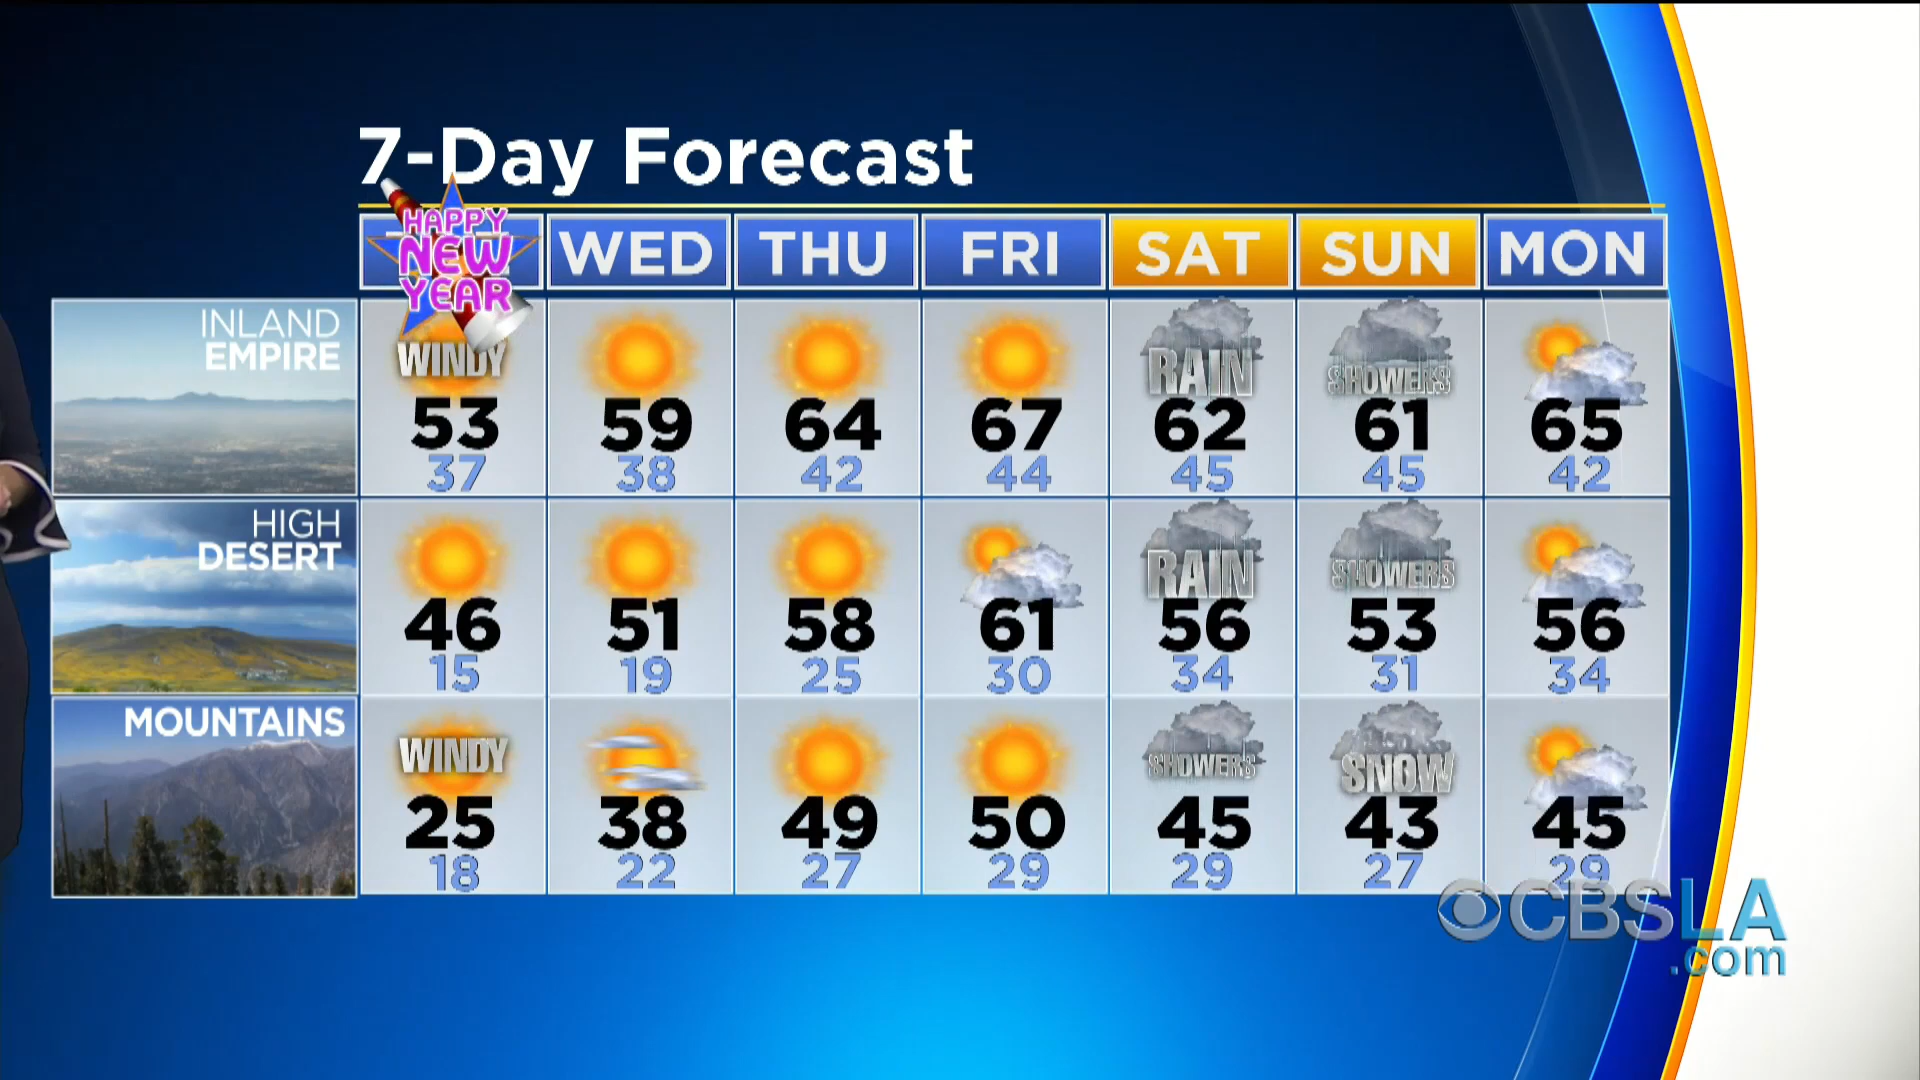 7-Day Forecast
HAPPY
NEW
YEAR
WED THU FRI SAT SUN MON
INLAND
EMPIRE
WINDY RAIN SHOWERS
53 59 64 67 62 61 65
37 38 42 44 45 45 42
HIGH
DESERT
RAIN SHOWERS
46 51 58 61 56 53 56
15 19 25 30 34 31 34
MOUNTAINS
WINDY SHOWERS SNOW
25 38 49 50 45 43 45
18 22 27 29 29 27 29
CBSLA
.com